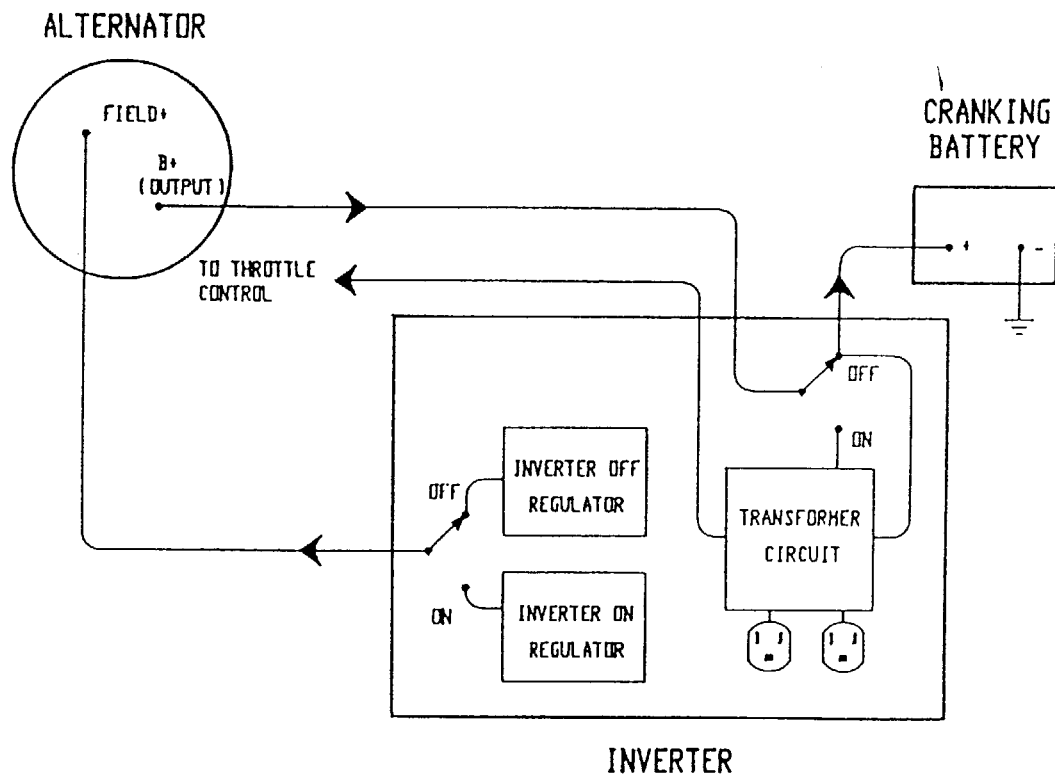 ALTERNATOR
FIELD+
B+
(OUTPUT)
CRANKING
BATTERY
+ -
TO THROTTLE
CONTROL
OFF
ON
INVERTER OFF
REGULATOR
OFF
TRANSFORMER
CIRCUIT
ON
INVERTER ON
REGULATOR
INVERTER